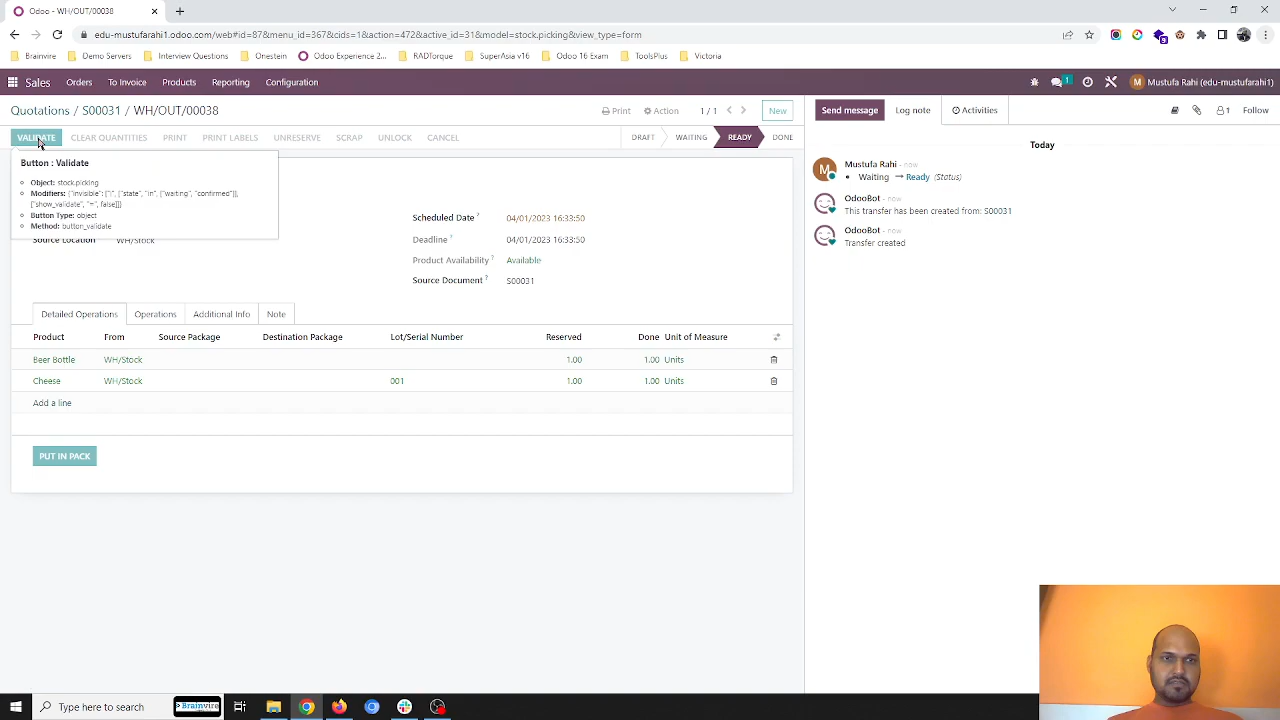 Odoo - WH/OUT/00038
edu-mustufarahi1.odoo.com/web#id=87&menu_id=367&cids=1&action=472&active_id=31&model=stock.picking&view_type=form
Brainvire Demo Servers Interview Questions Onestein Odoo Experience 2... RADTorque SuperAsia v16 Odoo 16 Exam ToolsPlus Victoria
Sales Orders To Invoice Products Reporting Configuration 1 Mustufa Rahi (edu-mustufarahi1)
Quotations / S00031 / WH/OUT/00038 Print Action 1 / 1 New Send message Log note Activities 1 Follow
VALIDATE CLEAR QUANTITIES PRINT PRINT LABELS UNRESERVE SCRAP UNLOCK CANCEL DRAFT WAITING READY DONE
Today
Button : Validate
Object: stock.picking
Modifiers: {"invisible": ["|", ["state", "in", ["waiting", "confirmed"]],
["show_validate", "=", false]]}
Button Type: object
Method: button_validate
Source Location WH/Stock
Scheduled Date ? 04/01/2023 16:33:50
Deadline ? 04/01/2023 16:33:50
Product Availability ? Available
Source Document ? S00031
Mustufa Rahi - now
Waiting → Ready (Status)
OdooBot - now
This transfer has been created from: S00031
OdooBot - now
Transfer created
Detailed Operations Operations Additional Info Note
Product From Source Package Destination Package Lot/Serial Number Reserved Done Unit of Measure
Beer Bottle WH/Stock 1.00 1.00 Units
Cheese WH/Stock 001 1.00 1.00 Units
Add a line
PUT IN PACK
Type here to search Brainvire